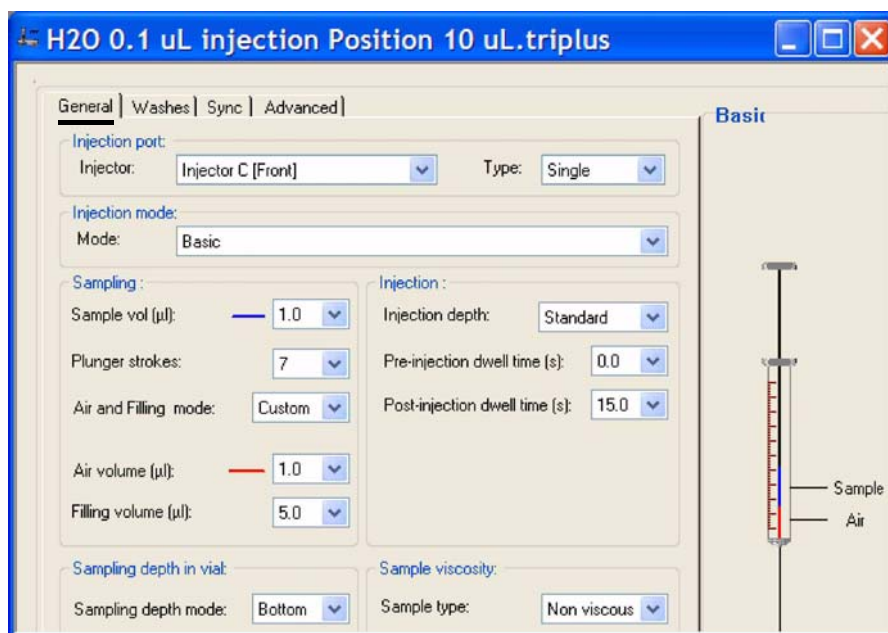 H2O 0.1 uL injection Position 10 uL.triplus
General Washes Sync Advanced
Basic
Injection port:
Injector: Injector C [Front] Type: Single
Injection mode:
Mode: Basic
Sampling :
Sample vol (µl): 1.0
Plunger strokes: 7
Air and Filling mode: Custom
Air volume (µl): 1.0
Filling volume (µl): 5.0
Injection :
Injection depth: Standard
Pre-injection dwell time (s): 0.0
Post-injection dwell time (s): 15.0
Sample
Air
Sampling depth in vial:
Sampling depth mode: Bottom
Sample viscosity:
Sample type: Non viscous